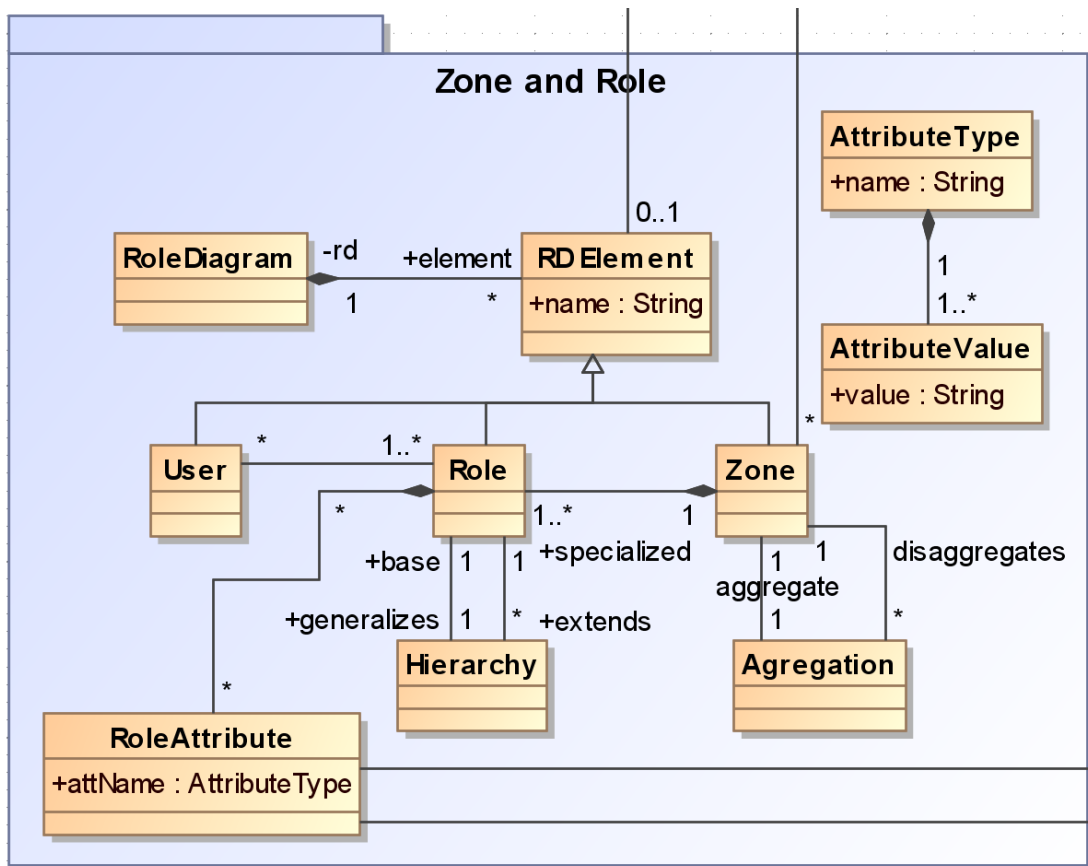 Zone and Role
AttributeType
+name : String
0..1
RoleDiagram
-rd
+element
1
*
RDElement
+name : String
1
1..*
AttributeValue
+value : String
*
User
*
1..*
Role
Zone
*
1..*
1
+base
1
1
+specialized
1
1
disaggregates
aggregate
+generalizes
1
*
+extends
1
*
Hierarchy
Agregation
*
RoleAttribute
+attName : AttributeType